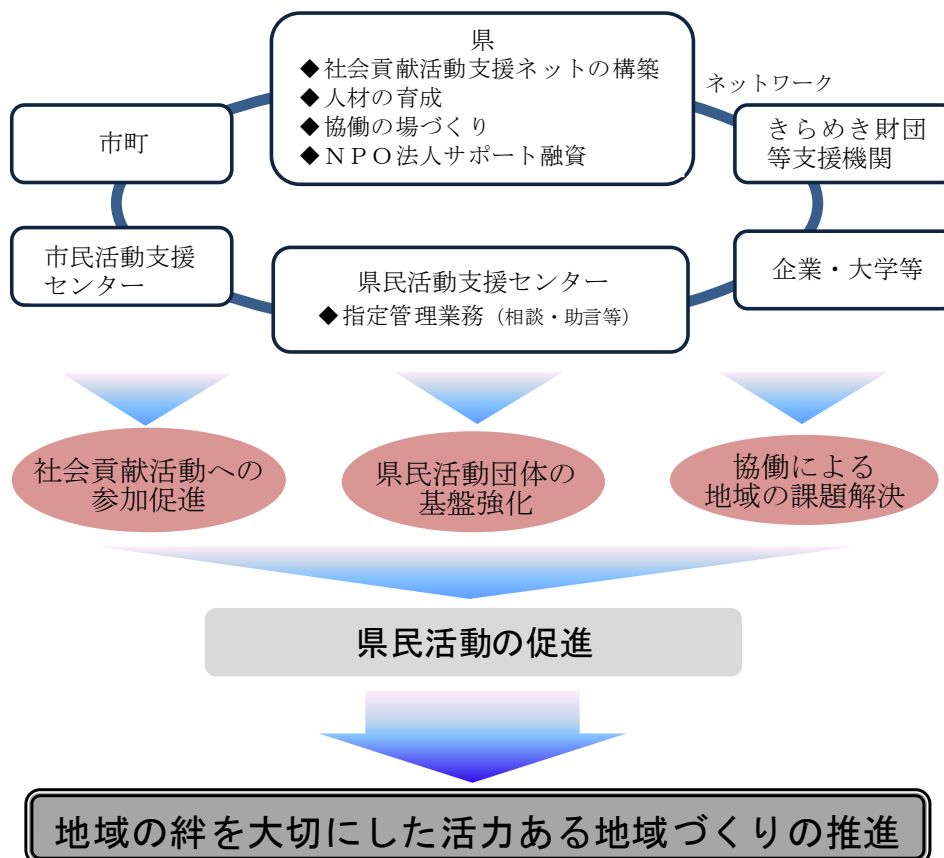 県
◆社会貢献活動支援ネットの構築
◆人材の育成
◆協働の場づくり
◆ＮＰＯ法人サポート融資
ネットワーク
市町
きらめき財団
等支援機関
市民活動支援
センター
県民活動支援センター
◆指定管理業務（相談・助言等）
企業・大学等
社会貢献活動への
参加促進
県民活動団体の
基盤強化
協働による
地域の課題解決
県民活動の促進
地域の絆を大切にした活力ある地域づくりの推進